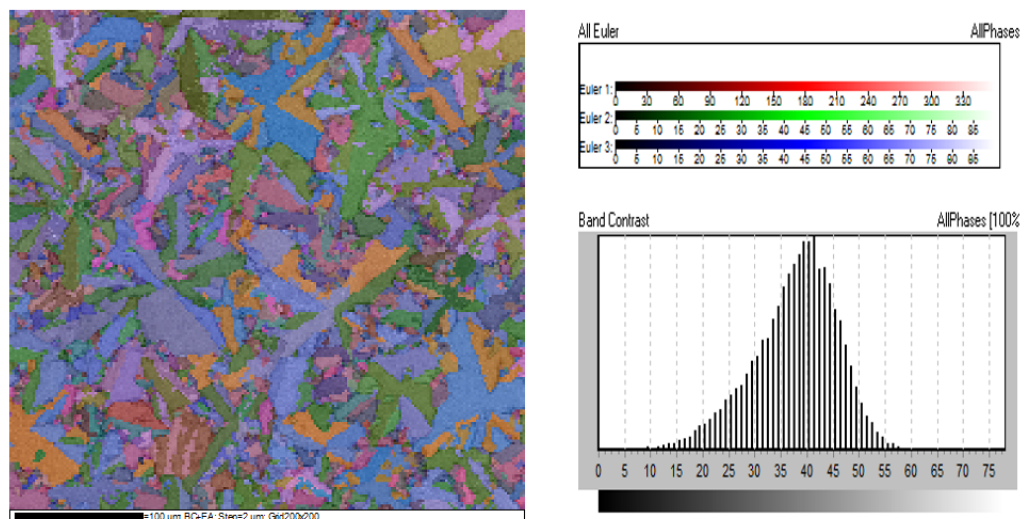 All Euler AllPhases
Euler 1:
0 30 60 90 120 150 180 210 240 270 300 330
Euler 2:
0 5 10 15 20 25 30 35 40 45 50 55 60 65 70 75 80 85
Euler 3:
0 5 10 15 20 25 30 35 40 45 50 55 60 65 70 75 80 85
Band Contrast AllPhases [100%
0 5 10 15 20 25 30 35 40 45 50 55 60 65 70 75
=100 µm; BC+EA; Step=2 µm; Grid200x200